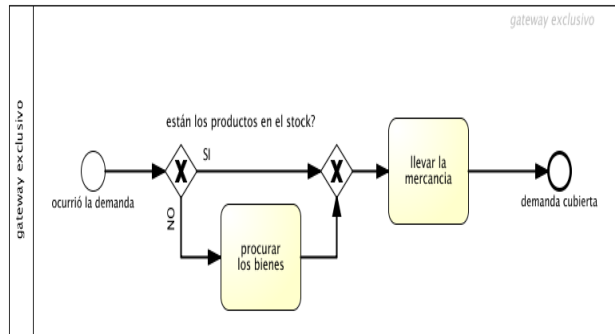 gateway exclusivo
gateway exclusivo
están los productos en el stock?
SI
NO
ocurrió la demanda
procurar
los bienes
llevar la
mercancia
demanda cubierta